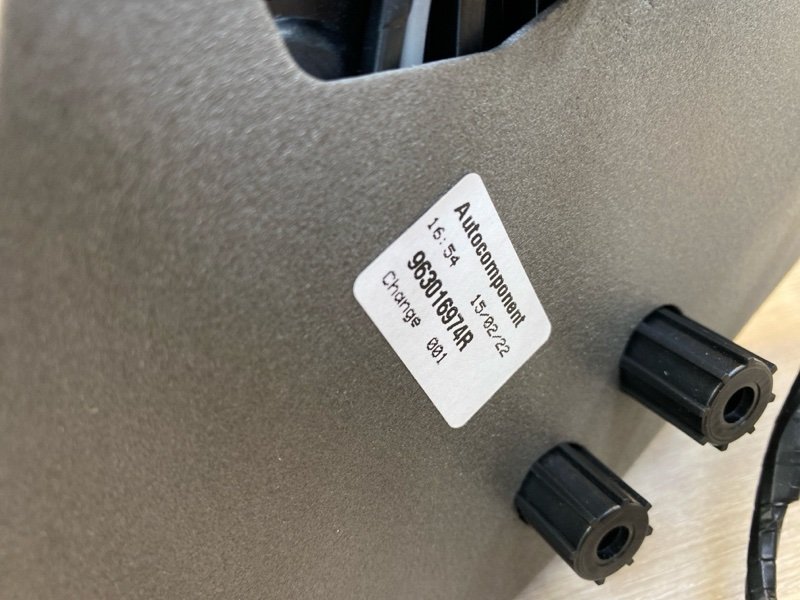 Autocomponent
16:54 15/02/22
963016974R
Change 001